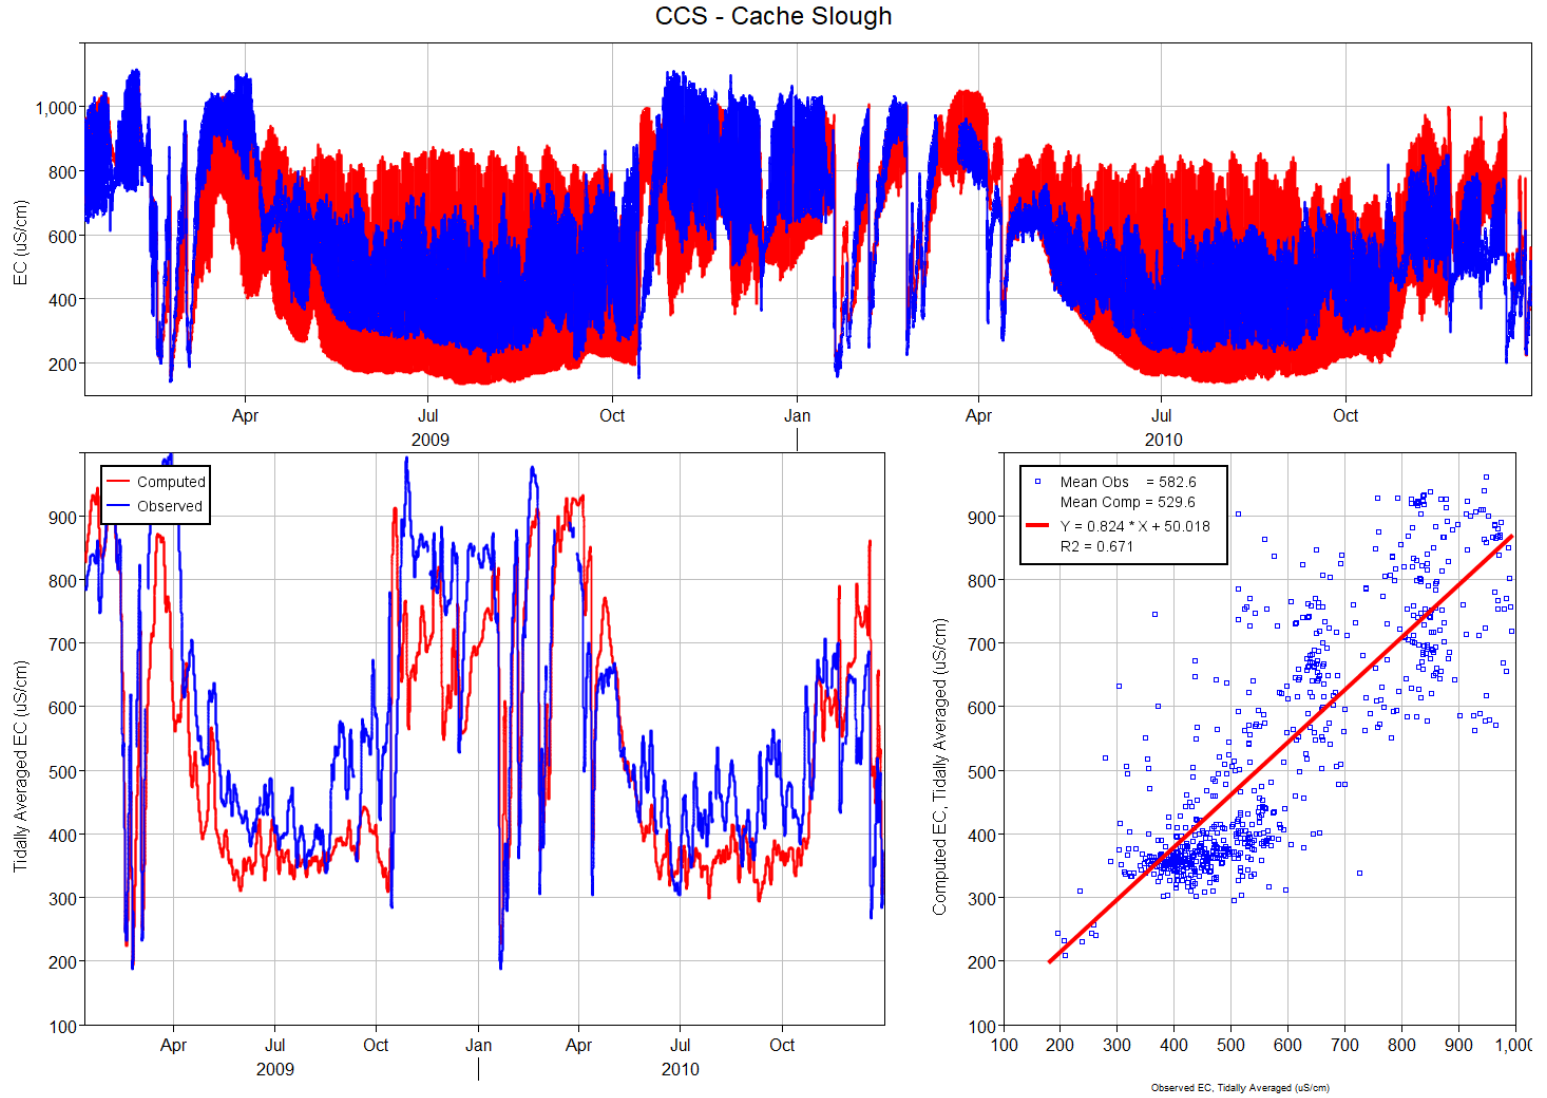 CCS - Cache Slough
EC (uS/cm)
1,000
800
600
400
200
Apr
Jul
Oct
Jan
Apr
Jul
Oct
2009
2010
Tidally Averaged EC (uS/cm)
900
800
700
600
500
400
300
200
100
Computed
Observed
Apr
Jul
Oct
Jan
Apr
Jul
Oct
2009
2010
Computed EC, Tidally Averaged (uS/cm)
900
800
700
600
500
400
300
200
100
Mean Obs = 582.6
Mean Comp = 529.6
Y = 0.824 * X + 50.018
R2 = 0.671
100
200
300
400
500
600
700
800
900
1,00
Observed EC, Tidally Averaged (uS/cm)